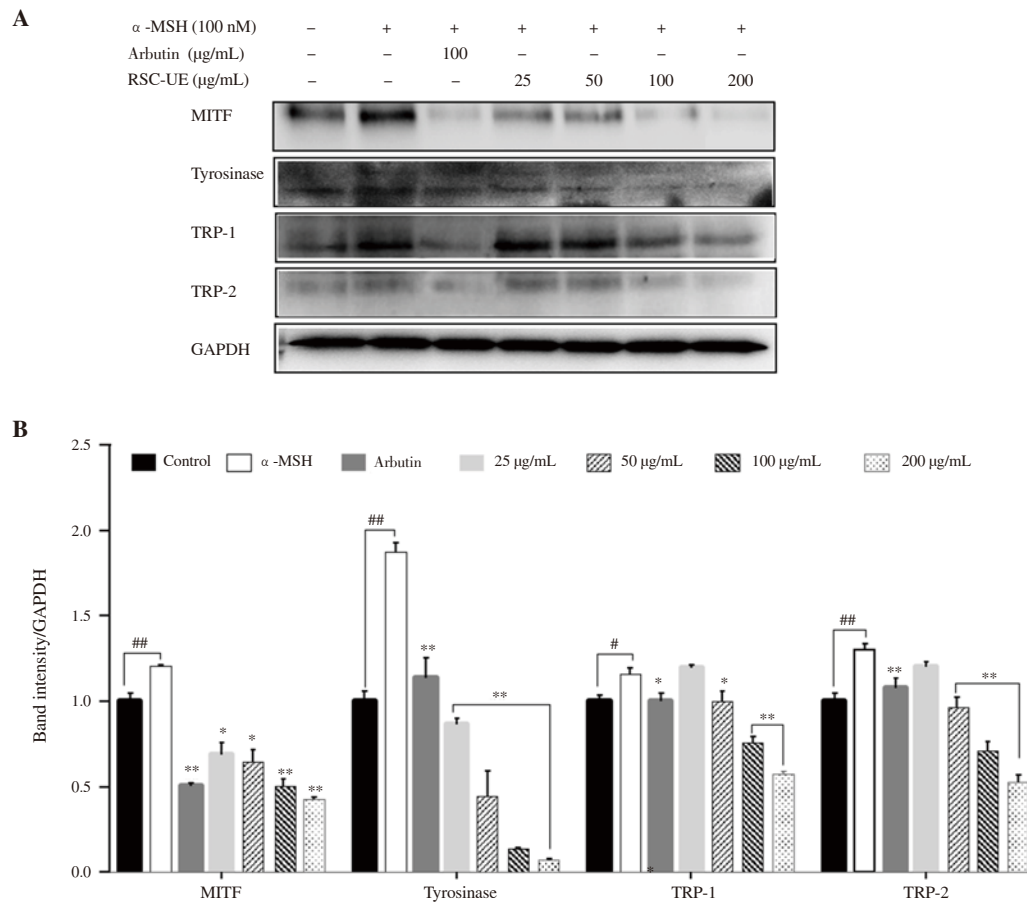 A
α -MSH (100 nM) – + + + + + +
Arbutin (μg/mL) – – 100 – – – –
RSC-UE (μg/mL) – – – 25 50 100 200
MITF
Tyrosinase
TRP-1
TRP-2
GAPDH
B
2.5
Control α -MSH Arbutin 25 μg/mL 50 μg/mL 100 μg/mL 200 μg/mL
2.0
1.5
1.0
0.5
0.0
Band intensity/GAPDH
## ** * * ** **
## ** **
# * * ** *
## ** **
MITF Tyrosinase TRP-1 TRP-2